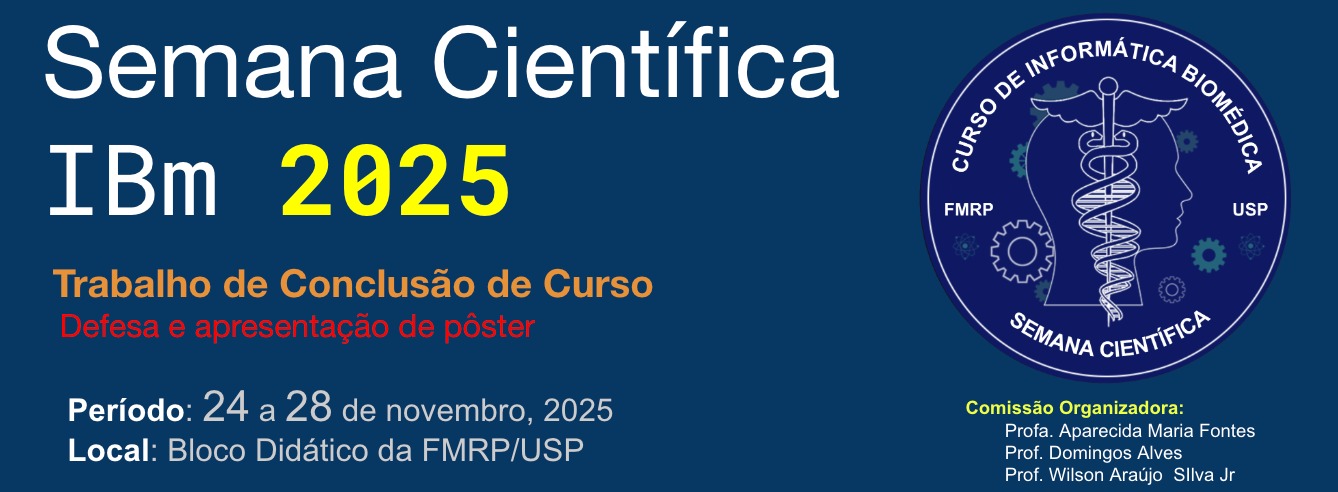 Semana Científica
IBm 2025
Trabalho de Conclusão de Curso
Defesa e apresentação de pôster
Período: 24 a 28 de novembro, 2025
Local: Bloco Didático da FMRP/USP
CURSO DE INFORMÁTICA BIOMÉDICA
FMRP
USP
SEMANA CIENTÍFICA
Comissão Organizadora:
Profa. Aparecida Maria Fontes
Prof. Domingos Alves
Prof. Wilson Araújo  SIlva Jr